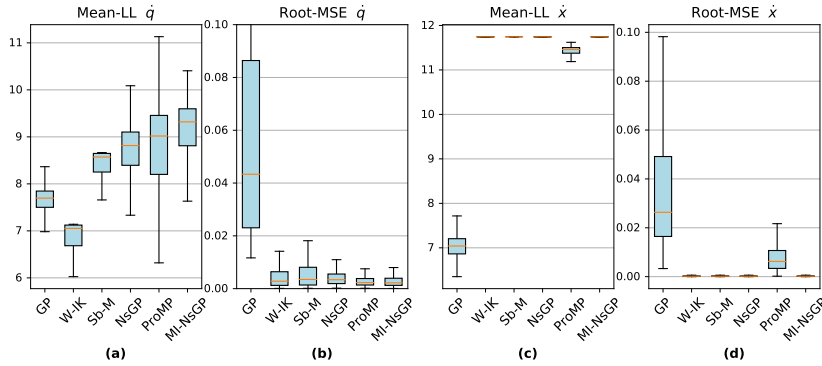 Mean-LL q̇
Root-MSE q̇
Mean-LL ẋ
Root-MSE ẋ
11
10
9
8
7
6
GP
W-IK
Sb-M
NsGP
ProMP
MI-NsGP
(a)
0.10
0.08
0.06
0.04
0.02
0.00
GP
W-IK
Sb-M
NsGP
ProMP
MI-NsGP
(b)
12
11
10
9
8
7
GP
W-IK
Sb-M
NsGP
ProMP
MI-NsGP
(c)
0.10
0.08
0.06
0.04
0.02
0.00
GP
W-IK
Sb-M
NsGP
ProMP
MI-NsGP
(d)